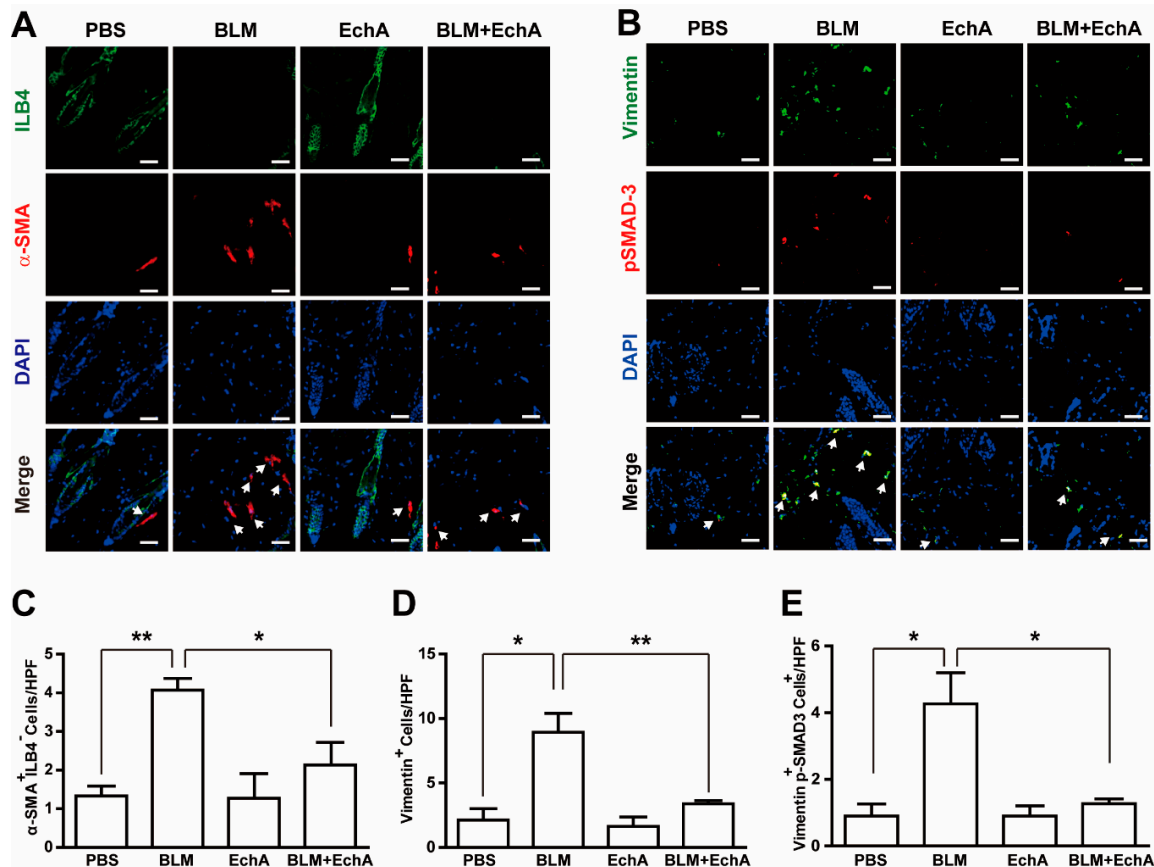 A
PBS BLM EchA BLM+EchA
ILB4
α-SMA
DAPI
Merge
B
PBS BLM EchA BLM+EchA
Vimentin
pSMAD-3
DAPI
Merge
C
α-SMA⁺ILB4⁻ Cells/HPF
5
4
3
2
1
0
** *
PBS BLM EchA BLM+EchA
D
Vimentin⁺ Cells/HPF
15
10
5
0
* **
PBS BLM EchA BLM+EchA
E
Vimentin⁺ p-SMAD3⁺ Cells/HPF
6
4
2
0
* *
PBS BLM EchA BLM+EchA